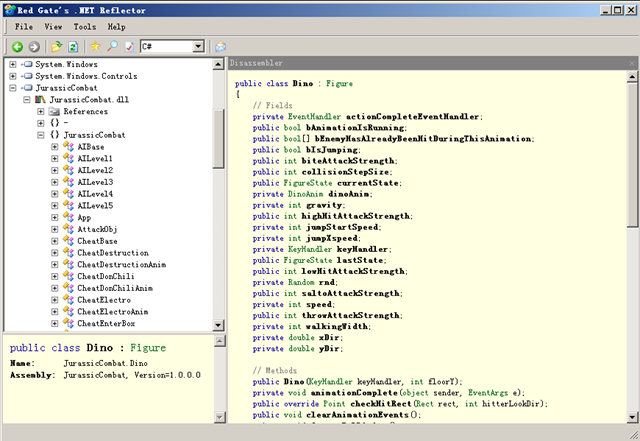 Red Gate's .NET Reflector
File View Tools Help
C#
System.Windows
System.Windows.Controls
JurassicCombat
JurassicCombat.dll
References
{ } -
{ } JurassicCombat
AIBase
AILevel1
AILevel2
AILevel3
AILevel4
AILevel5
App
AttackObj
CheatBase
CheatDestruction
CheatDestructionAnim
CheatDonChili
CheatDonChiliAnim
CheatElectro
CheatElectroAnim
CheatEnterBox
public class Dino : Figure
Name: JurassicCombat.Dino
Assembly: JurassicCombat, Version=1.0.0.0
Disassembler
public class Dino : Figure
{
// Fields
private EventHandler actionCompleteEventHandler;
public bool bAnimationIsRunning;
public bool[] bEnemyHasAlreadyBeenHitDuringThisAnimation;
public bool bIsJumping;
public int biteAttackStrength;
public int collisionStepSize;
public FigureState currentState;
private DinoAnim dinoAnim;
private int gravity;
public int highHitAttackStrength;
private int jumpStartSpeed;
private int jumpXspeed;
private KeyHandler keyHandler;
public FigureState lastState;
public int lowHitAttackStrength;
private Random rnd;
public int saltoAttackStrength;
private int speed;
public int throwAttackStrength;
private int walkingWidth;
private double xDir;
private double yDir;
// Methods
public Dino(KeyHandler keyHandler, int floorY);
private void animationComplete(object sender, EventArgs e);
public override Point checkHitRect(Rect rect, int hitterLookDir);
public void clearAnimationEvents();